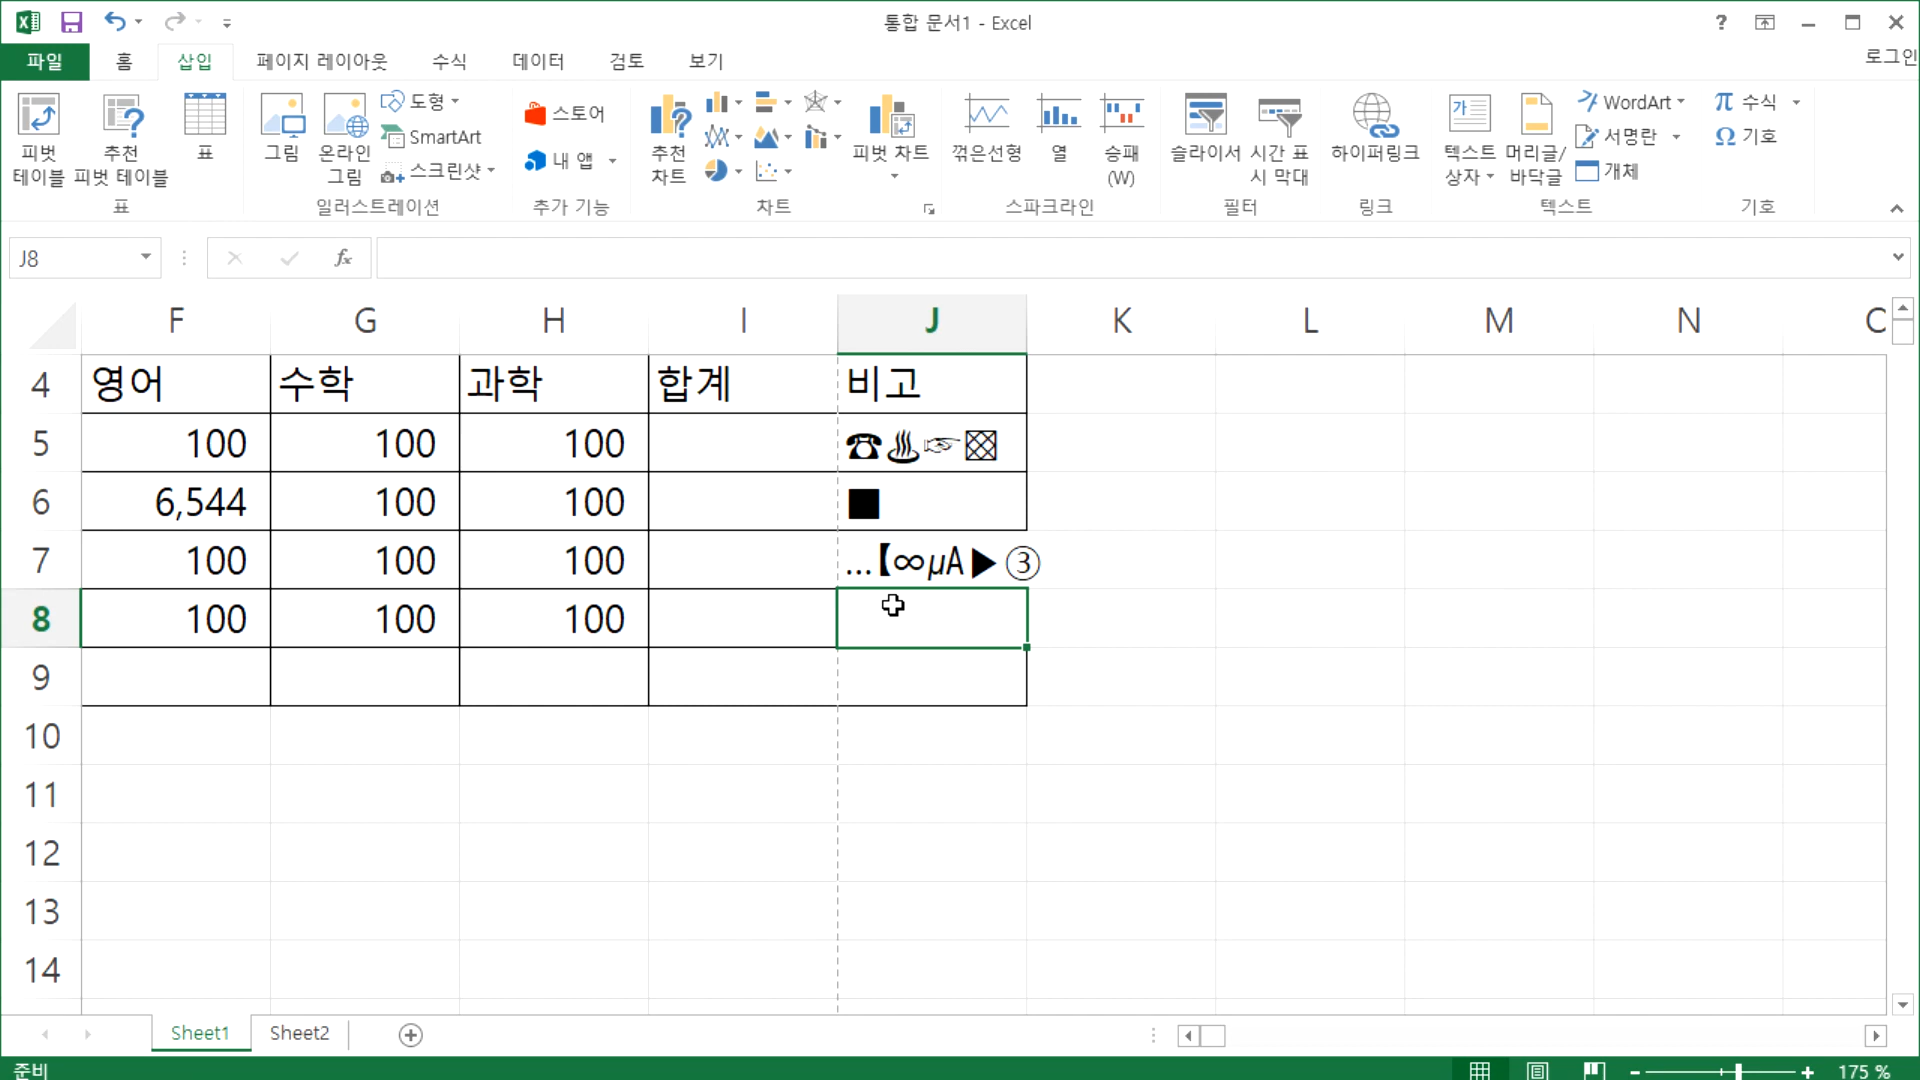 통합 문서1 - Excel
?
로그인
파일 홈 삽입 페이지 레이아웃 수식 데이터 검토 보기
피벗 테이블
추천 피벗 테이블
표
표
그림
온라인 그림
도형
SmartArt
스크린샷
일러스트레이션
스토어
내 앱
추가 기능
추천 차트
피벗 차트
차트
꺾은선형
열
승패 (W)
스파크라인
슬라이서
시간 표시 막대
필터
하이퍼링크
링크
텍스트 상자
머리글/바닥글
WordArt
서명란
개체
텍스트
π 수식
Ω 기호
기호
J8
fx
F G H I J K L M N C
4 영어 수학 과학 합계 비고
5 100 100 100 ☎♨☞▩
6 6,544 100 100 ■
7 100 100 100 …【∞㎂▶③
8 100 100 100
9
10
11
12
13
14
Sheet1 Sheet2
준비
175 %